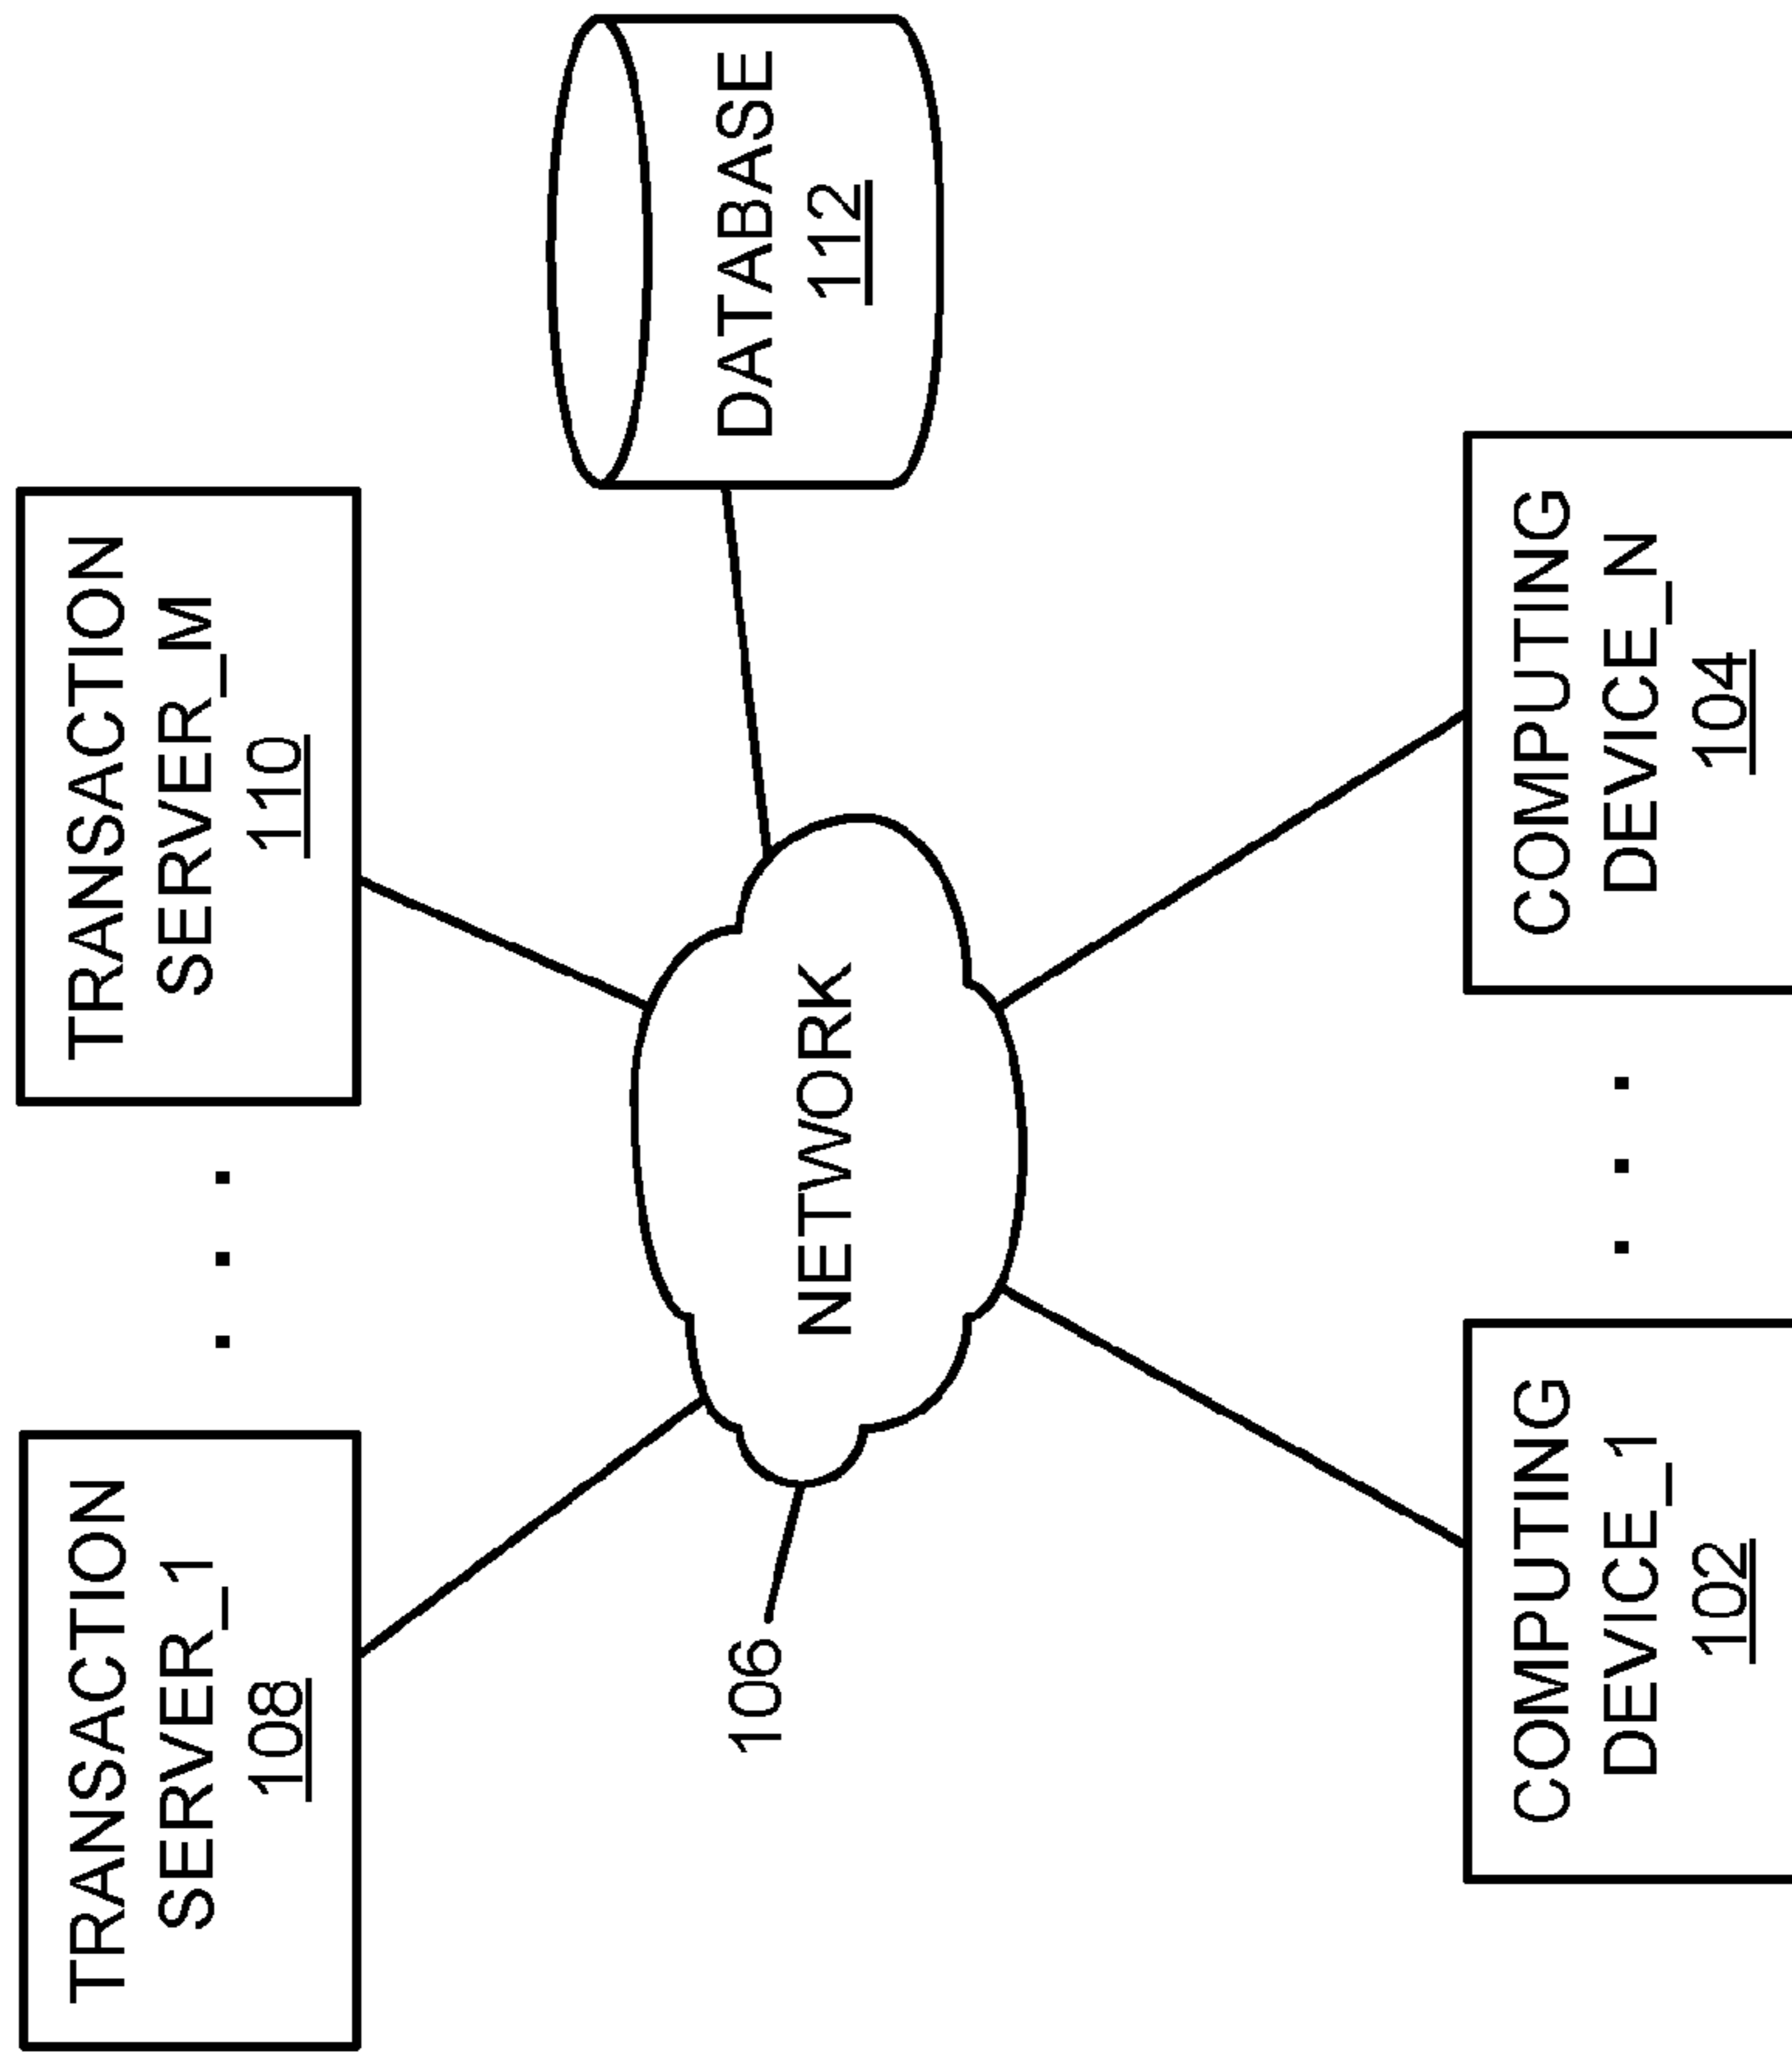 TRANSACTION
SERVER_1
108
TRANSACTION
SERVER_M
110
106
NETWORK
DATABASE
112
COMPUTING
DEVICE_1
102
COMPUTING
DEVICE_N
104